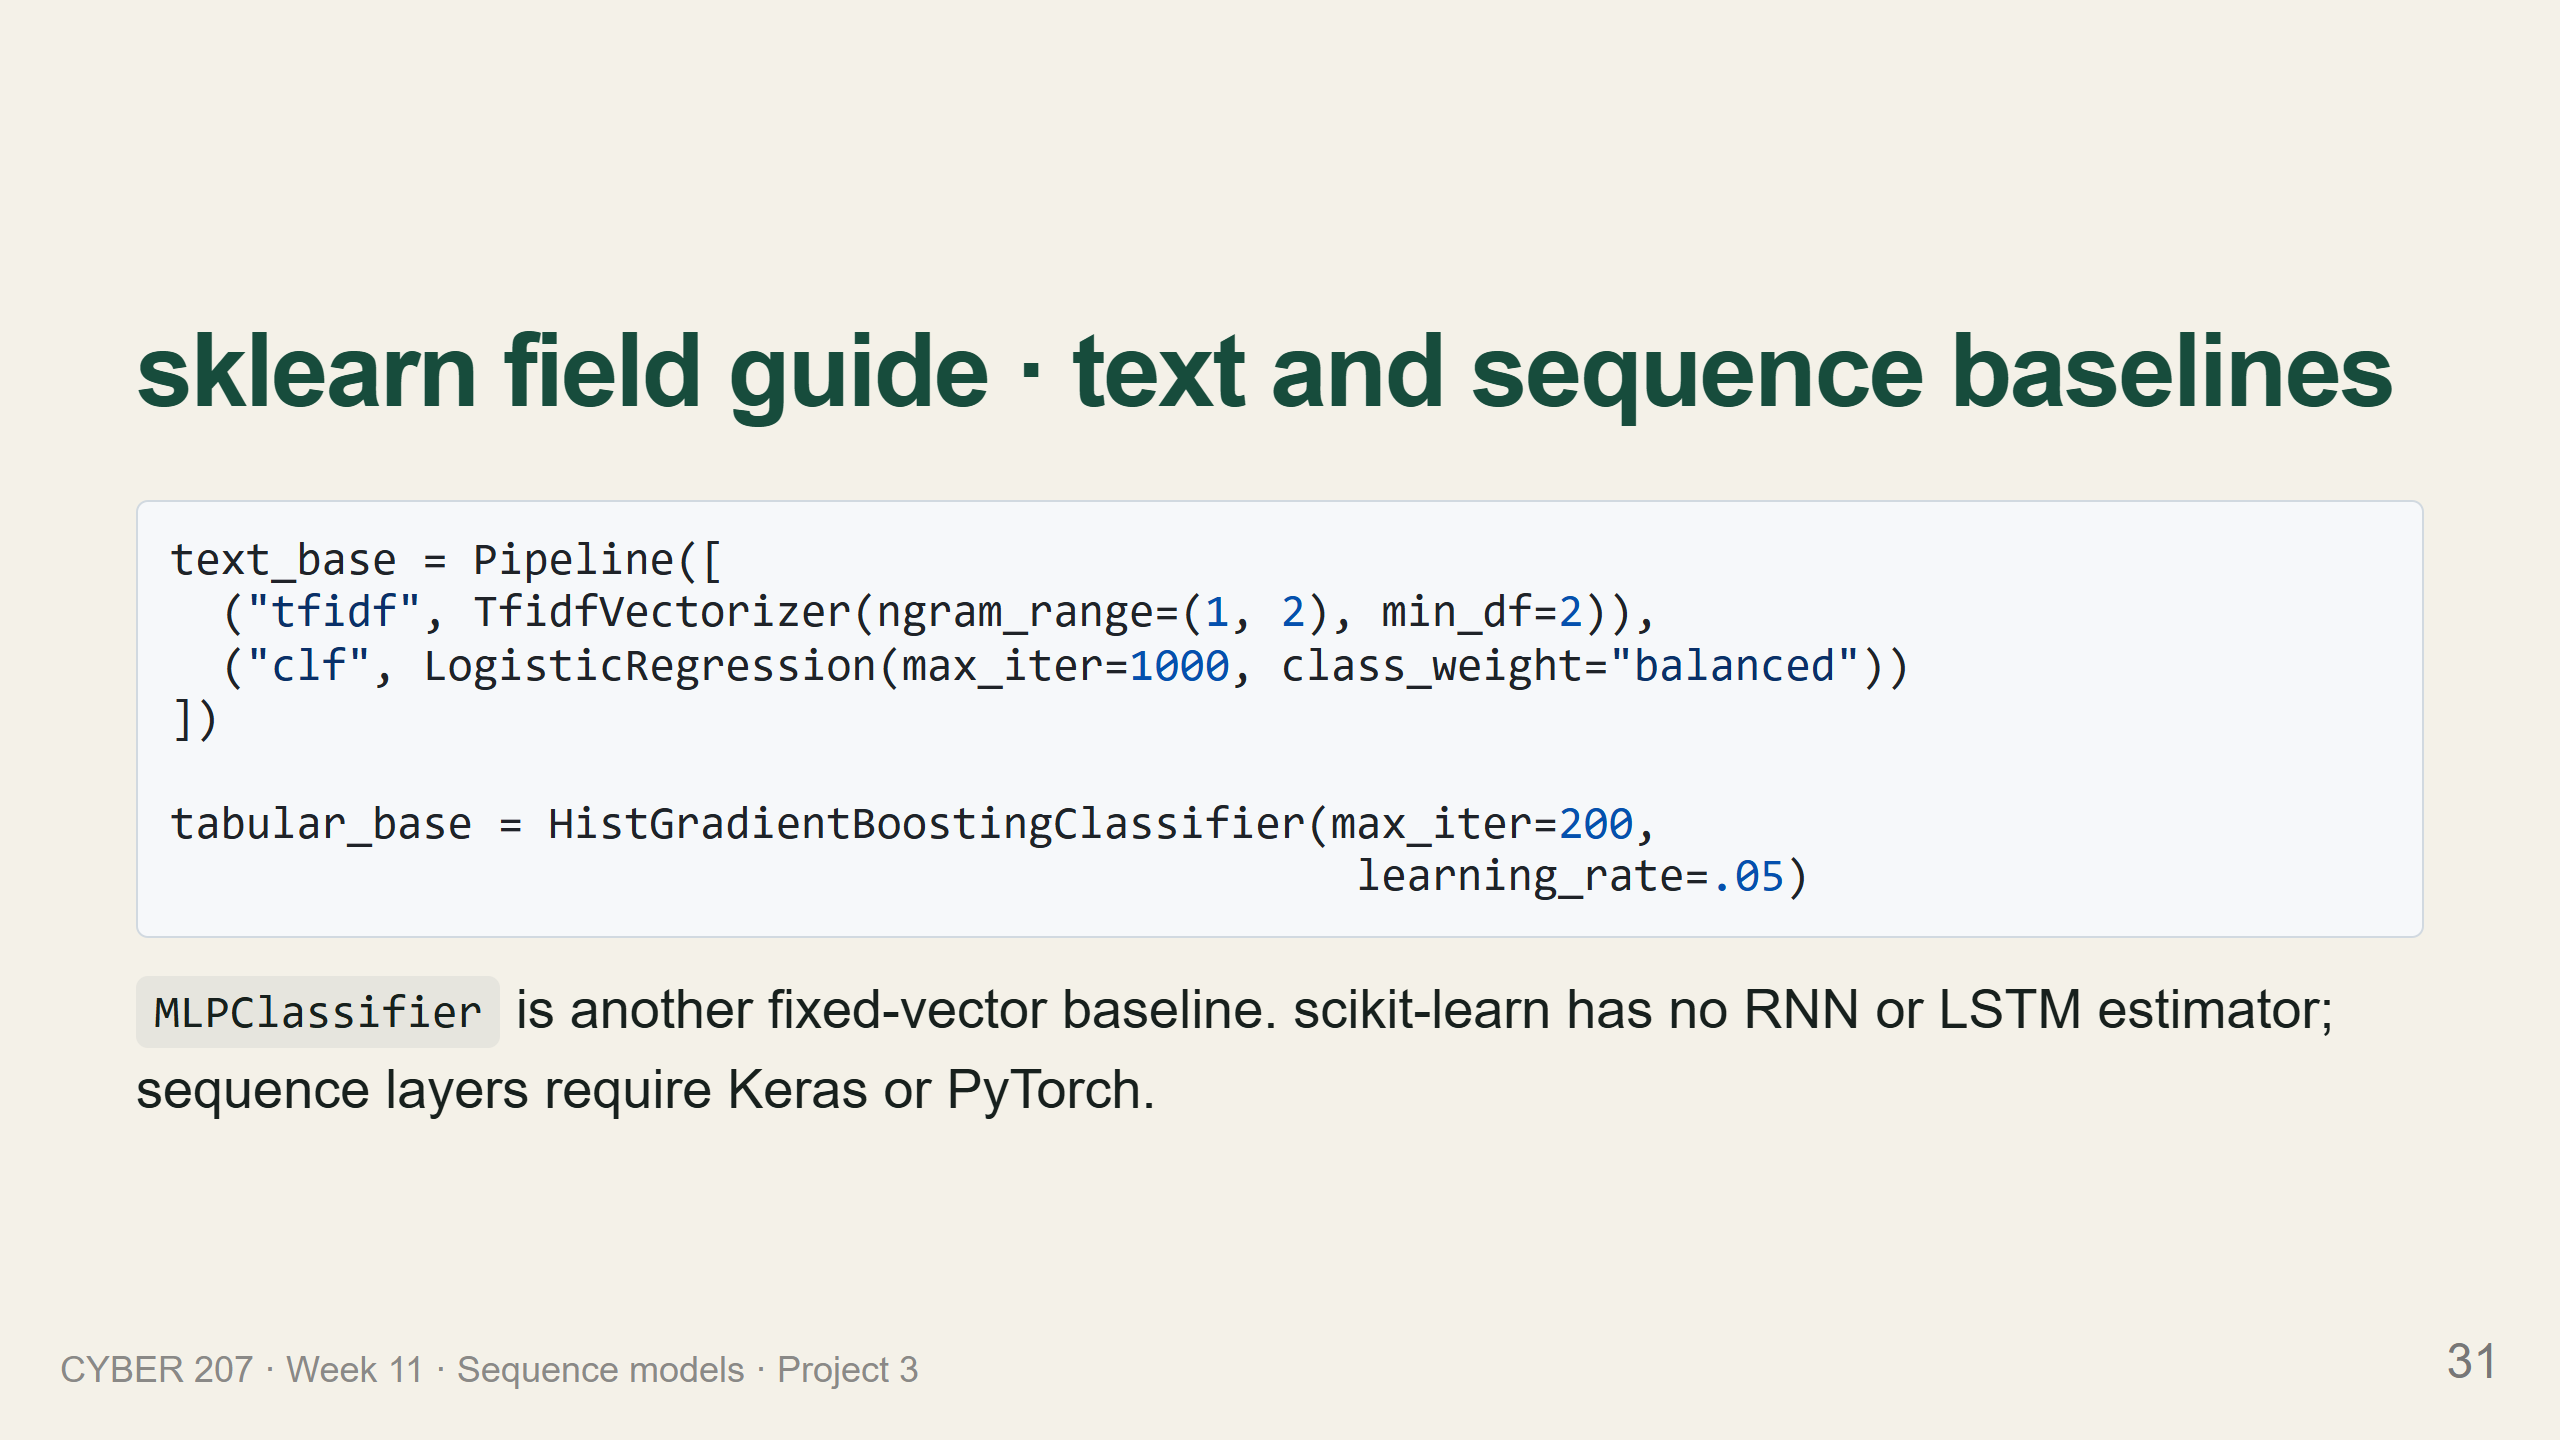 sklearn field guide · text and sequence baselines
text_base = Pipeline([
  ("tfidf", TfidfVectorizer(ngram_range=(1, 2), min_df=2)),
  ("clf", LogisticRegression(max_iter=1000, class_weight="balanced"))
])
tabular_base = HistGradientBoostingClassifier(max_iter=200,
                                               learning_rate=.05)
MLPClassifier is another fixed-vector baseline. scikit-learn has no RNN or LSTM estimator;
sequence layers require Keras or PyTorch.
CYBER 207 · Week 11 · Sequence models · Project 3
31